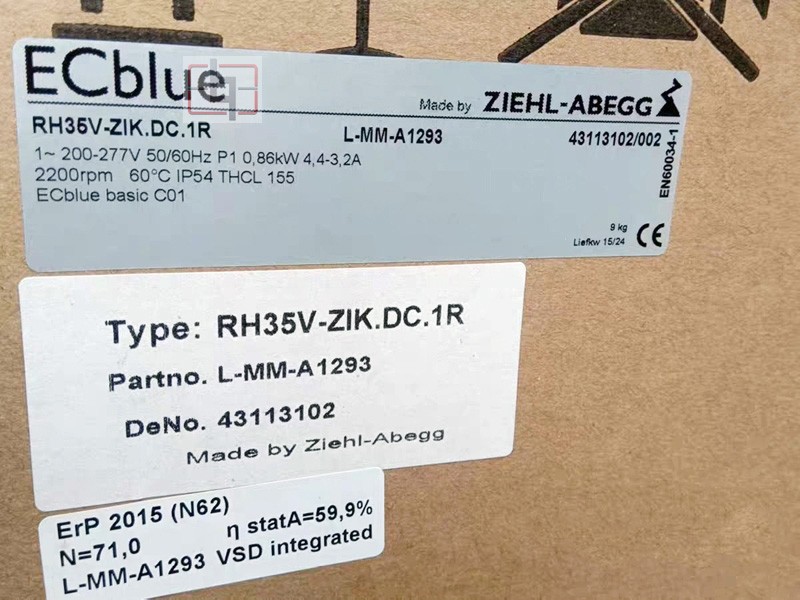 ECblue
Made by ZIEHL-ABEGG
RH35V-ZIK.DC.1R L-MM-A1293 43113102/002
1~ 200-277V 50/60Hz P1 0,86kW 4,4-3,2A
2200rpm 60°C IP54 THCL 155
ECblue basic C01
EN60034-1
9 kg
Liefkw 15/24 CE
Type: RH35V-ZIK.DC.1R
Partno. L-MM-A1293
DeNo. 43113102
Made by Ziehl-Abegg
ErP 2015 (N62)
N=71,0 η statA=59,9%
L-MM-A1293 VSD integrated